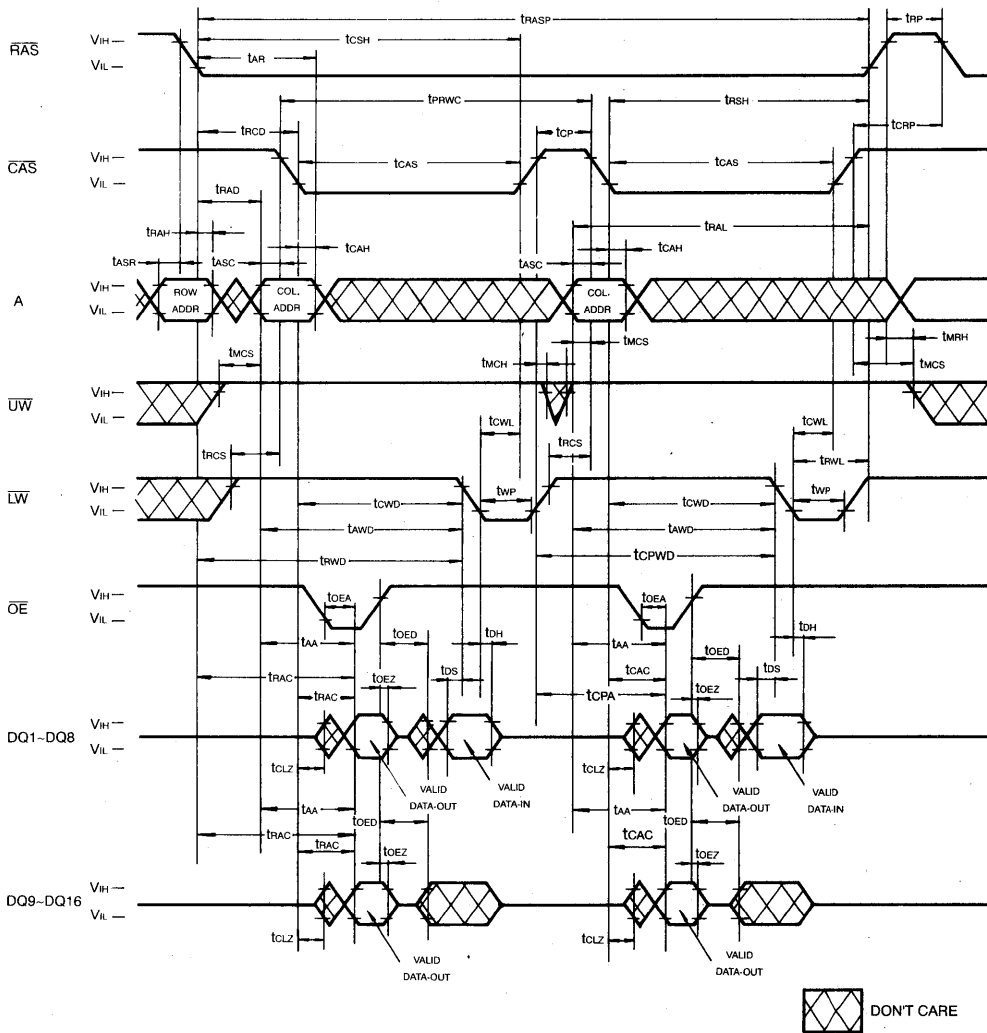 tRASP
tRP
RAS
VIH
VIL
tCSH
tAR
tPRWC
tRSH
tCRP
tRCD
tCP
CAS
VIH
VIL
tCAS
tCAS
tRAD
tRAL
tRAH
tCAH
tCAH
tASR
tASC
tASC
A
VIH
VIL
ROW
ADDR
COL.
ADDR
COL.
ADDR
tMCS
tMCS
tMRH
tMCH
tMCS
UW
VIH
VIL
tCWL
tCWL
tRCS
tRCS
tRWL
LW
VIH
VIL
tCWD
tWP
tCWD
tWP
tAWD
tAWD
tRWD
tCPWD
OE
VIH
VIL
tOEA
tOEA
tAA
tOED
tDH
tAA
tOED
tDH
tRAC
tDS
tCAC
tDS
tRAC
tOEZ
tCPA
tOEZ
DQ1~DQ8
VIH
VIL
tCLZ
VALID
DATA-OUT
VALID
DATA-IN
tCLZ
VALID
DATA-OUT
VALID
DATA-IN
tAA
tOED
tAA
tOED
tRAC
tCAC
tRAC
tOEZ
tOEZ
DQ9~DQ16
VIH
VIL
tCLZ
VALID
DATA-OUT
tCLZ
VALID
DATA-OUT
DON'T CARE